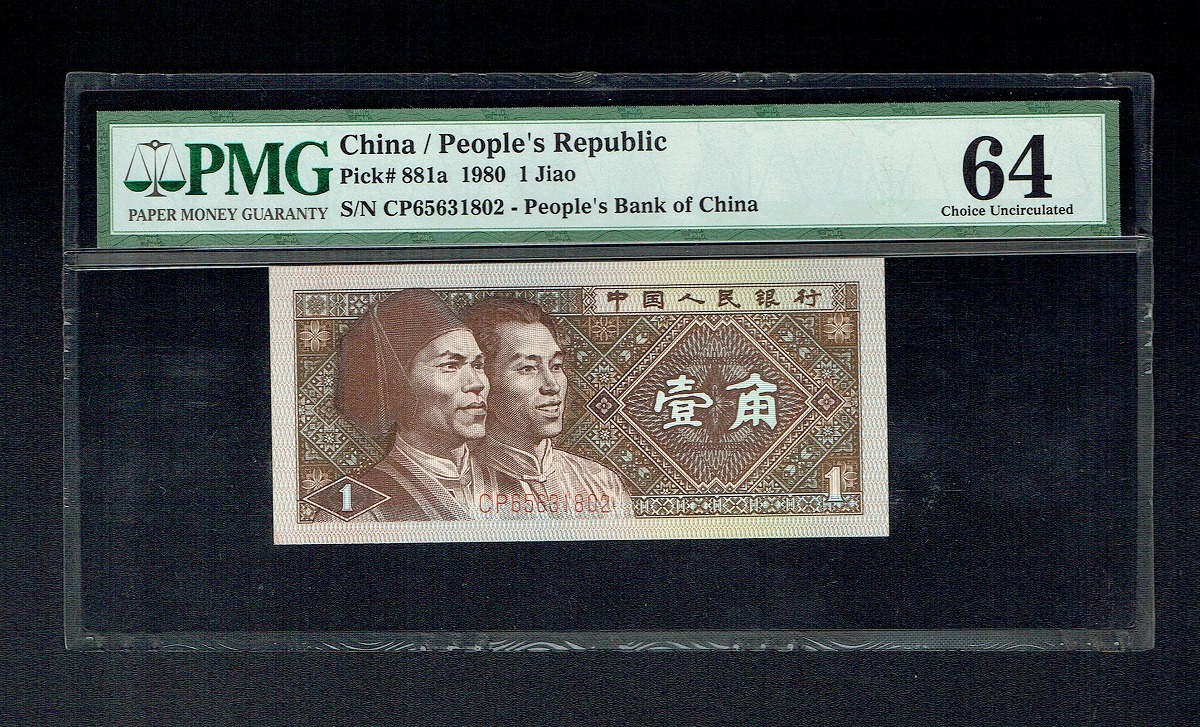 PMG
PAPER MONEY GUARANTY
China / People's Republic
Pick# 881a 1980 1 Jiao
S/N CP65631802 - People's Bank of China
64
Choice Uncirculated
中国人民银行
壹角
1
CP65631802
1